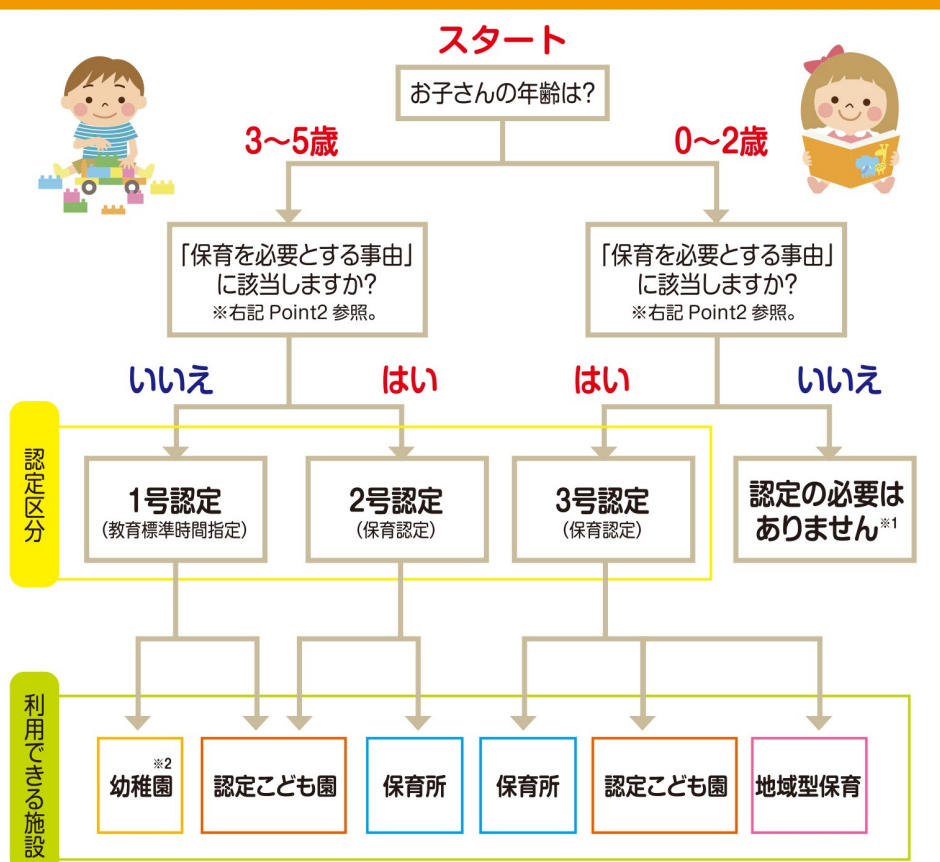 スタート
お子さんの年齢は?
3〜5歳
0〜2歳
「保育を必要とする事由」
に該当しますか?
※右記 Point2 参照。
「保育を必要とする事由」
に該当しますか?
※右記 Point2 参照。
いいえ
はい
はい
いいえ
認定区分
1号認定
(教育標準時間指定)
2号認定
(保育認定)
3号認定
(保育認定)
認定の必要は
ありません※1
利用できる施設
幼稚園※2
認定こども園
保育所
保育所
認定こども園
地域型保育